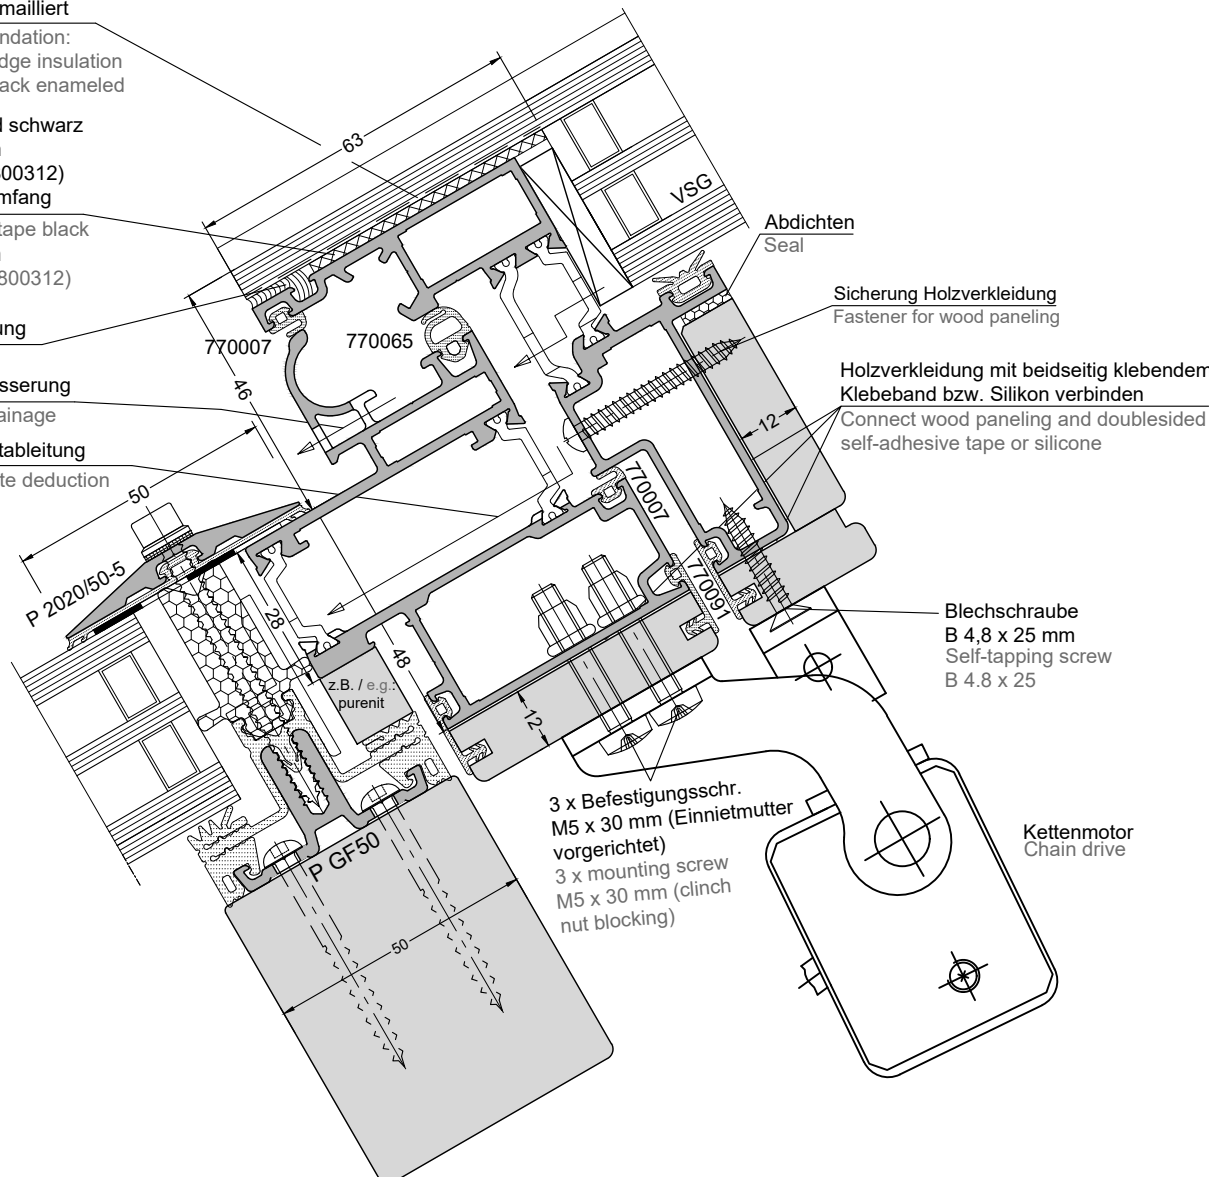 mailliert
ndation:
dge insulation
ack enameled
l schwarz
00312)
mfang
tape black
800312)
ung
sserung
ainage
tableitung
te deduction
63
VSG
Abdichten
Seal
Sicherung Holzverkleidung
Fastener for wood paneling
Holzverkleidung mit beidseitig klebendem
Klebeband bzw. Silikon verbinden
Connect wood paneling and doublesided
self-adhesive tape or silicone
770007
770065
46
12
50
P 2020/50-5
28
770007
770091
48
z.B. / e.g.:
purenit
12
Blechschraube
B 4,8 x 25 mm
Self-tapping screw
B 4.8 x 25
3 x Befestigungsschr.
M5 x 30 mm (Einnietmutter
vorgerichtet)
3 x mounting screw
M5 x 30 mm (clinch
nut blocking)
P GF50
50
Kettenmotor
Chain drive